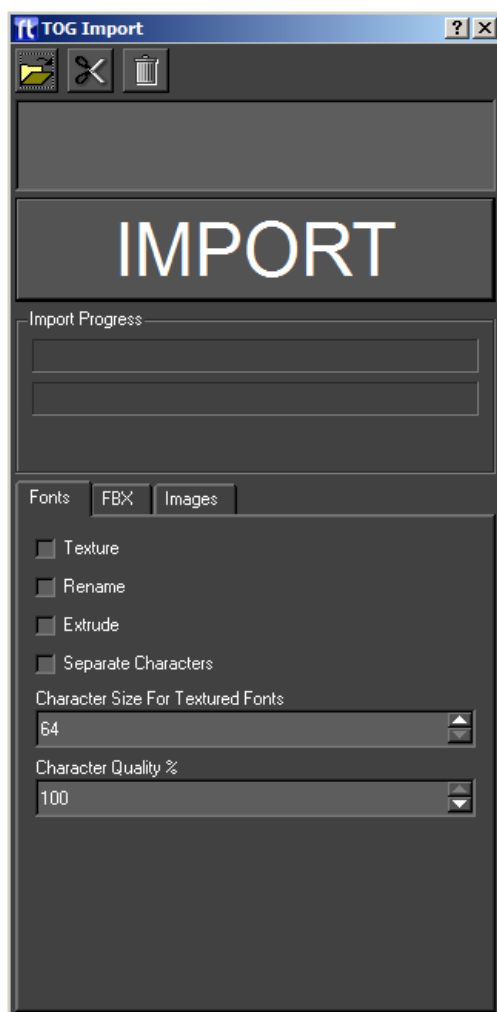 ft TOG Import
IMPORT
Import Progress
Fonts FBX Images
Texture
Rename
Extrude
Separate Characters
Character Size For Textured Fonts
64
Character Quality %
100